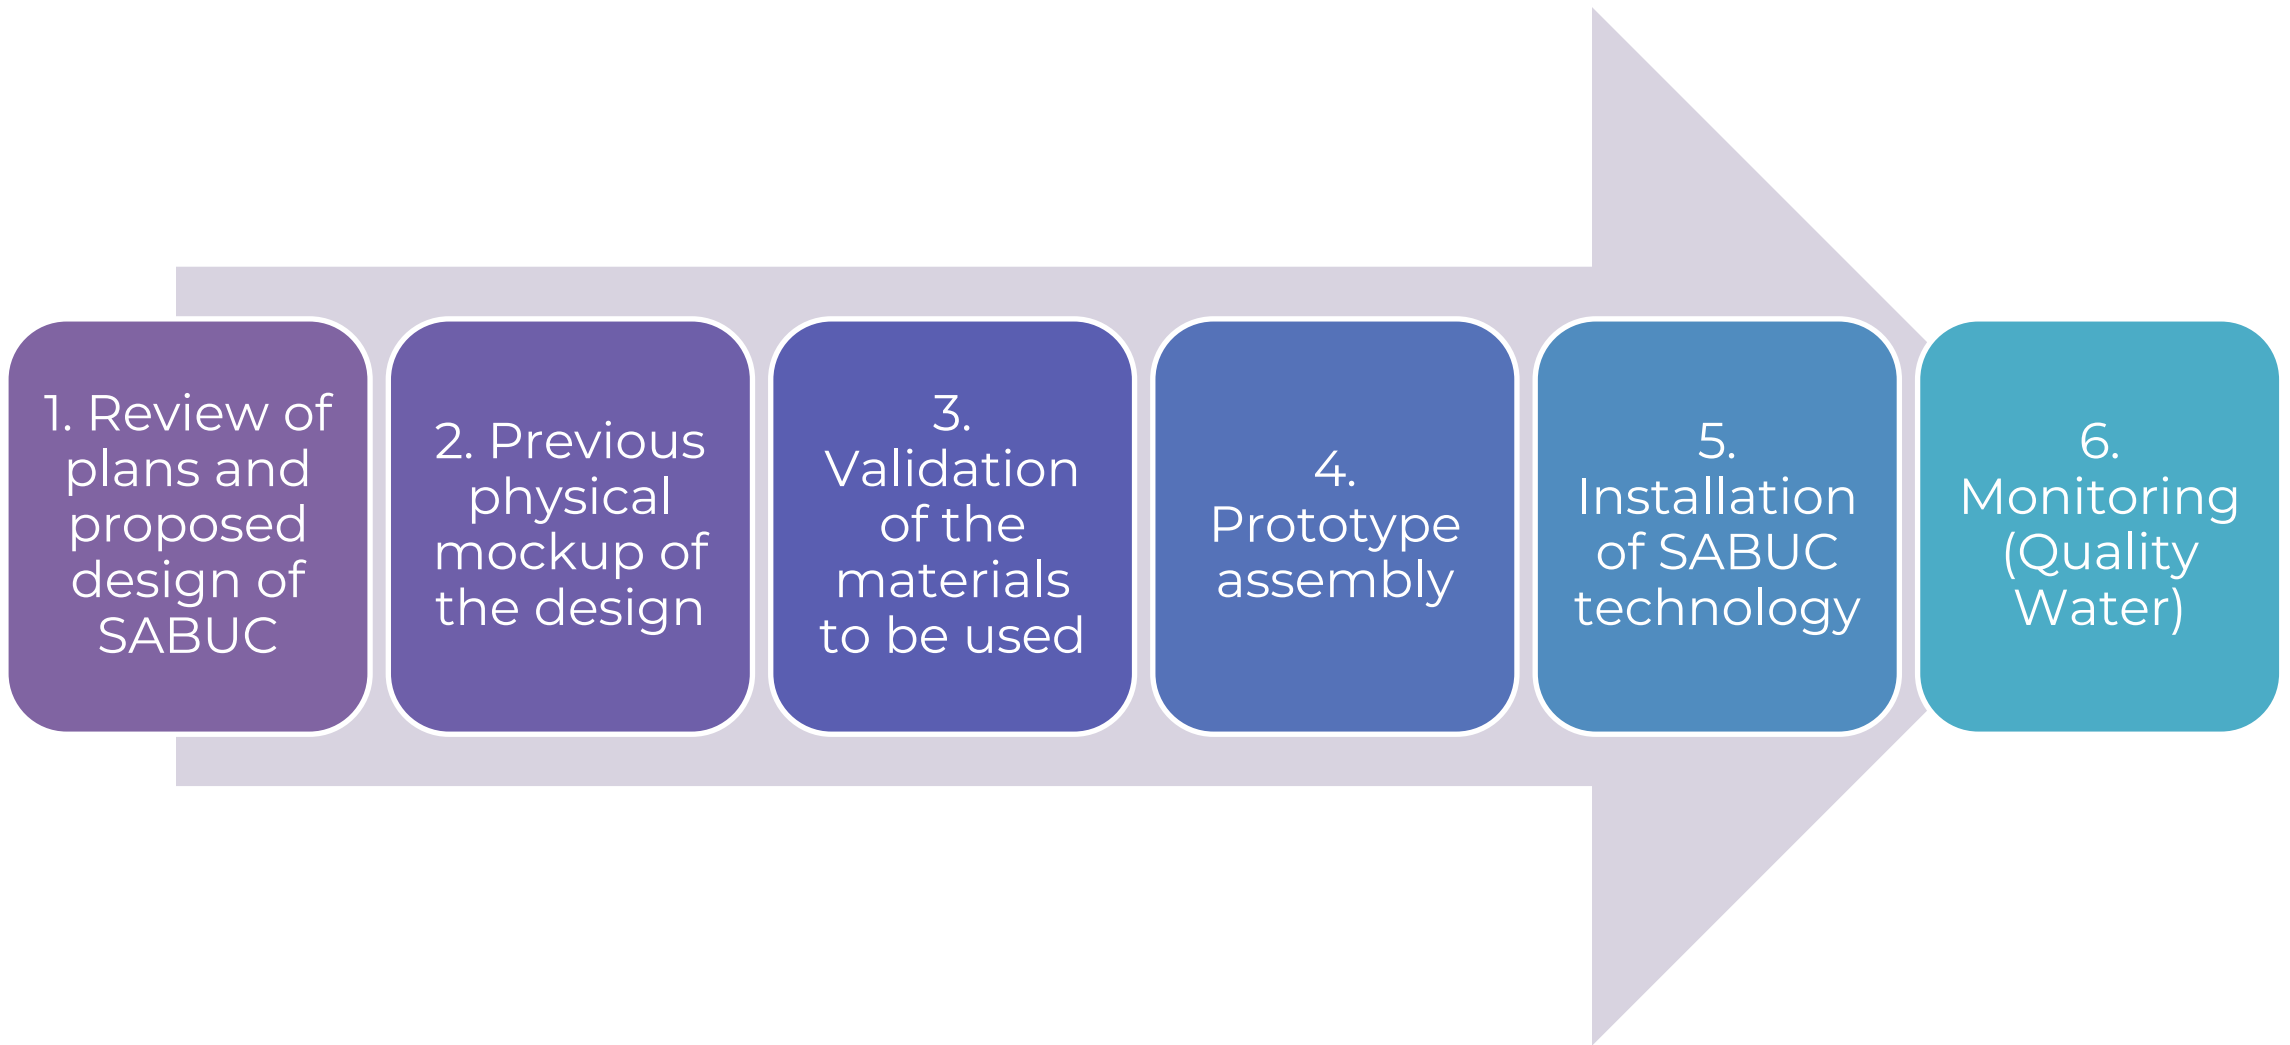 1. Review of
plans and
proposed
design of
SABUC
2. Previous
physical
mockup of
the design
3.
Validation
of the
materials
to be used
4.
Prototype
assembly
5.
Installation
of SABUC
technology
6.
Monitoring
(Quality
Water)